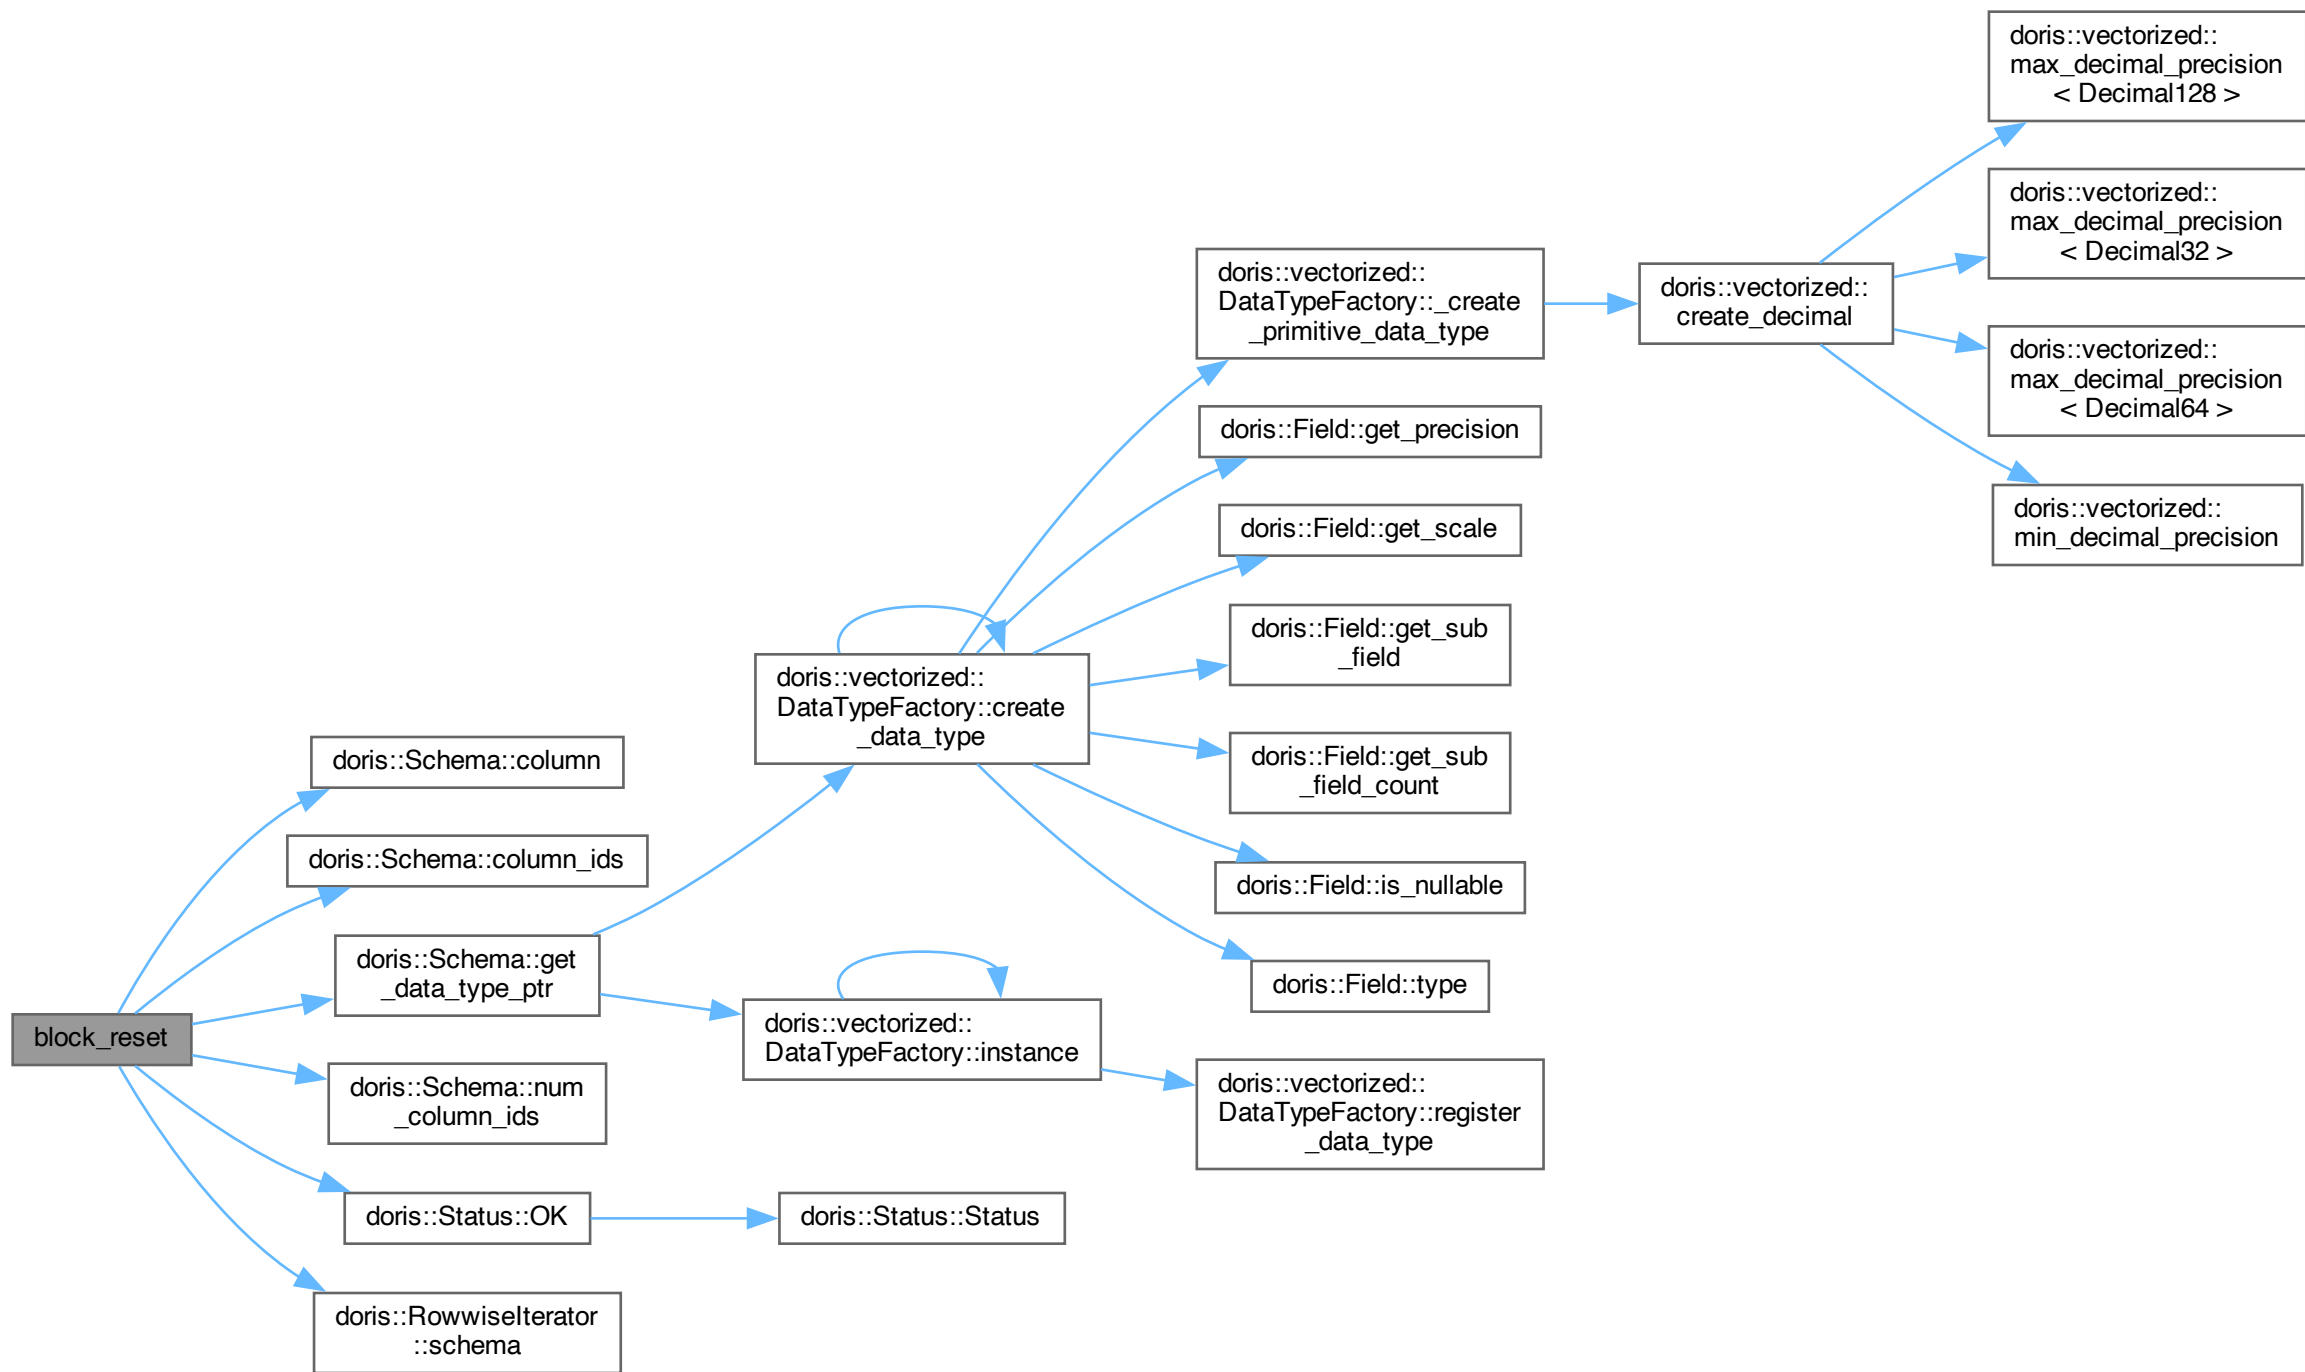 block_reset
doris::Schema::column
doris::Schema::column_ids
doris::Schema::get
_data_type_ptr
doris::Schema::num
_column_ids
doris::Status::OK
doris::RowwiseIterator
::schema
doris::vectorized::
DataTypeFactory::create
_data_type
doris::vectorized::
DataTypeFactory::instance
doris::Status::Status
doris::vectorized::
DataTypeFactory::_create
_primitive_data_type
doris::Field::get_precision
doris::Field::get_scale
doris::Field::get_sub
_field
doris::Field::get_sub
_field_count
doris::Field::is_nullable
doris::Field::type
doris::vectorized::
DataTypeFactory::register
_data_type
doris::vectorized::
create_decimal
doris::vectorized::
max_decimal_precision
< Decimal128 >
doris::vectorized::
max_decimal_precision
< Decimal32 >
doris::vectorized::
max_decimal_precision
< Decimal64 >
doris::vectorized::
min_decimal_precision